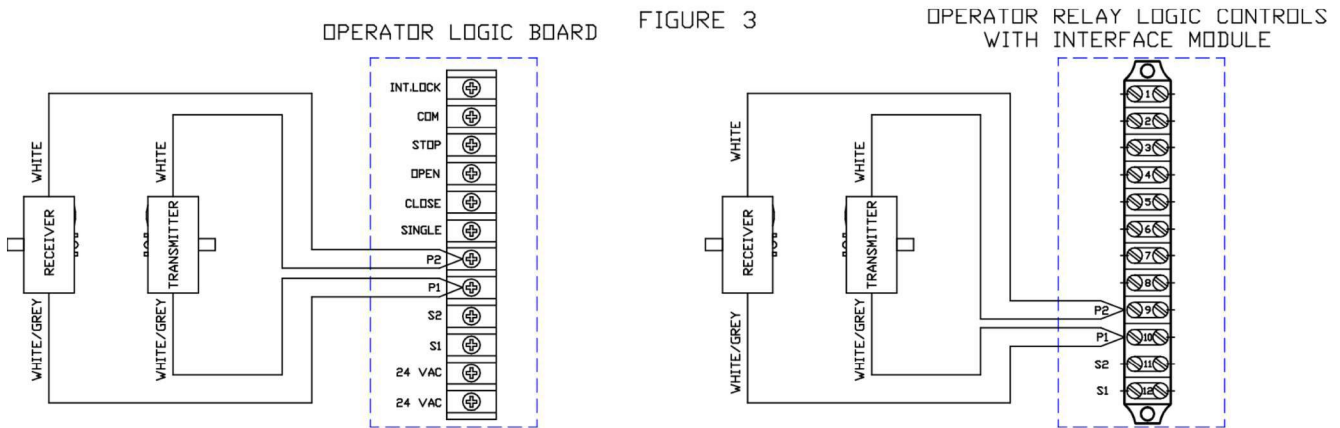 FIGURE 3
OPERATOR LOGIC BOARD
INT.LOCK
COM
STOP
OPEN
CLOSE
SINGLE
P2
P1
S2
S1
24 VAC
24 VAC
WHITE
WHITE
RECEIVER
TRANSMITTER
WHITE/GREY
WHITE/GREY
OPERATOR RELAY LOGIC CONTROLS
WITH INTERFACE MODULE
1
2
3
4
5
6
7
8
P2 9
P1 10
S2 11
S1 12
WHITE
WHITE
RECEIVER
TRANSMITTER
WHITE/GREY
WHITE/GREY